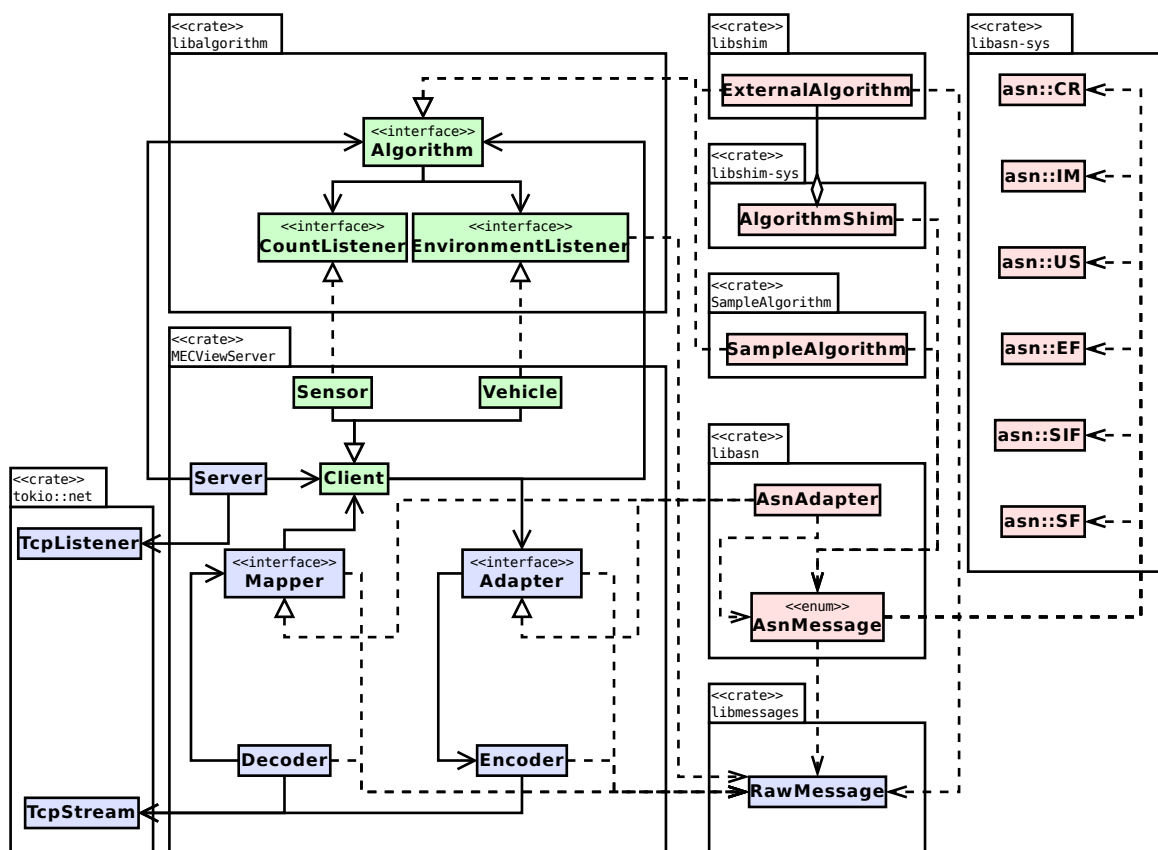 <<crate>>
libalgorithm
<<interface>>
Algorithm
<<interface>>
CountListener
<<interface>>
EnvironmentListener
<<crate>>
MECViewServer
Sensor
Vehicle
Server
Client
<<interface>>
Mapper
<<interface>>
Adapter
Decoder
Encoder
<<crate>>
tokio::net
TcpListener
TcpStream
<<crate>>
libshim
ExternalAlgorithm
<<crate>>
libshim-sys
AlgorithmShim
<<crate>>
SampleAlgorithm
SampleAlgorithm
<<crate>>
libasn
AsnAdapter
<<enum>>
AsnMessage
<<crate>>
libmessages
RawMessage
<<crate>>
libasn-sys
asn::CR
asn::IM
asn::US
asn::EF
asn::SIF
asn::SF